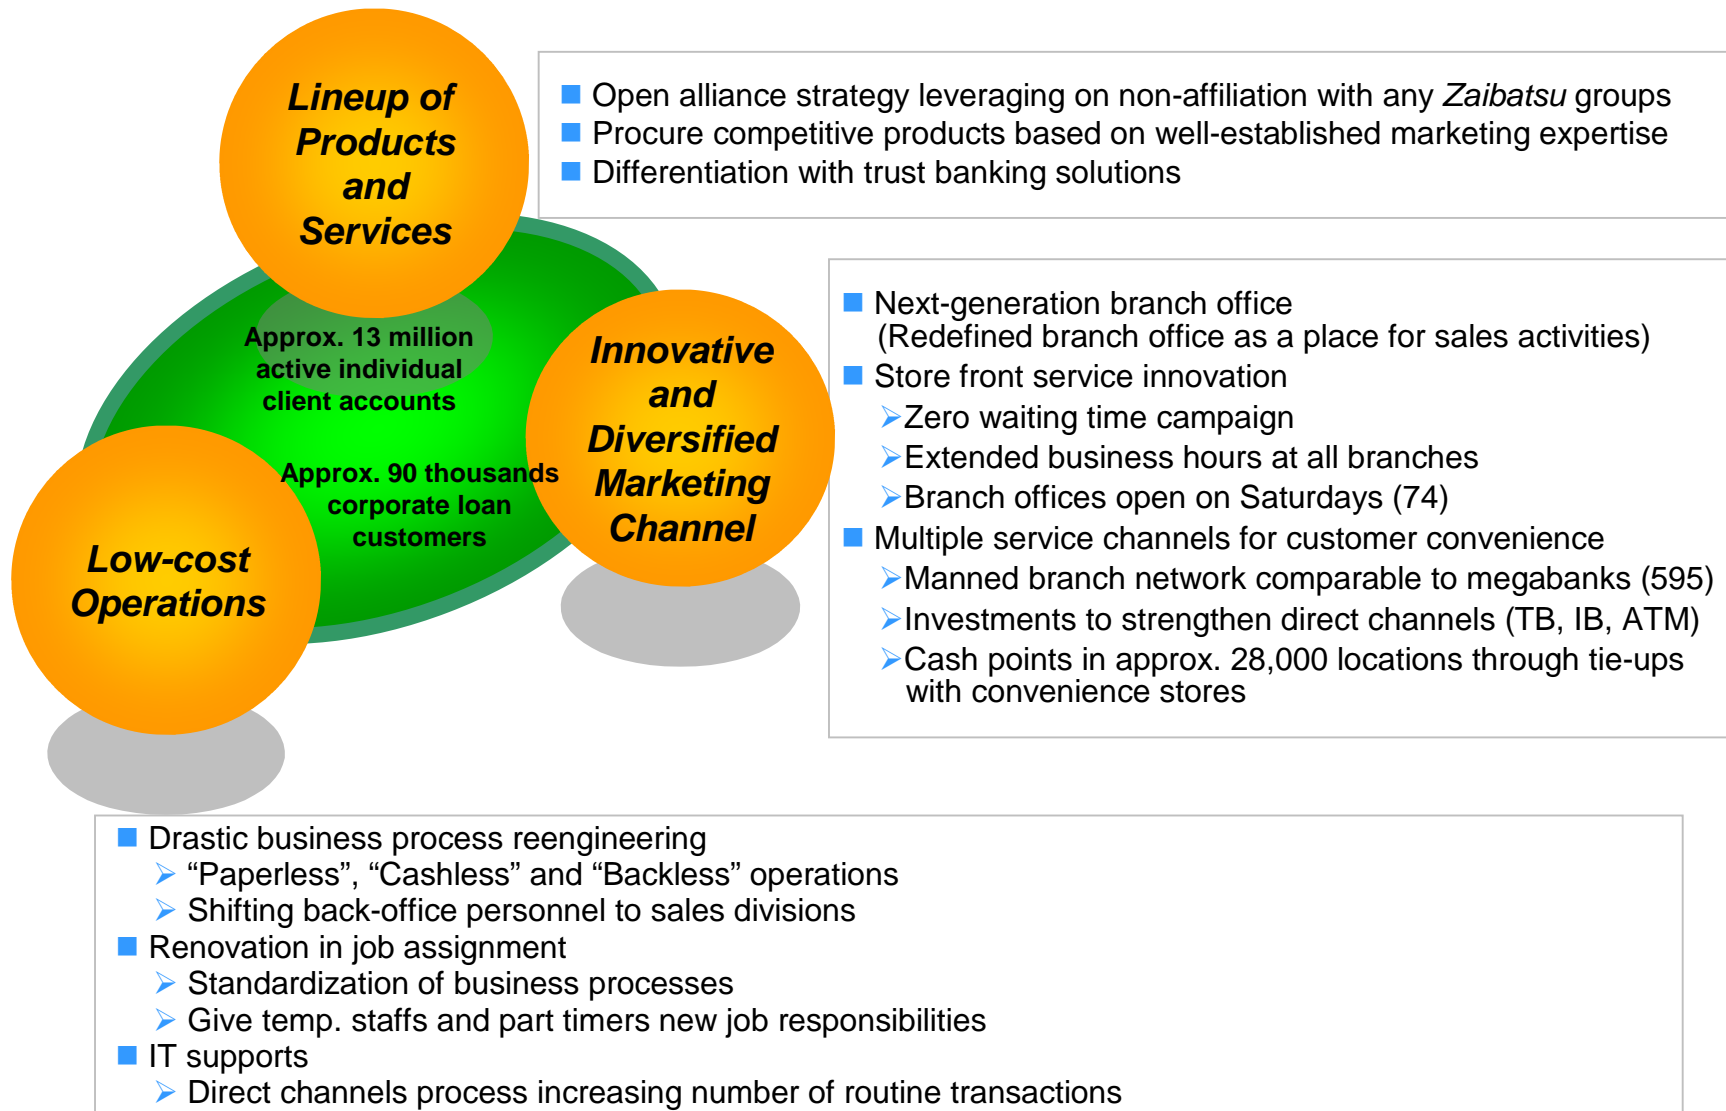 Lineup of
Products
and
Services
■ Open alliance strategy leveraging on non-affiliation with any Zaibatsu groups
■ Procure competitive products based on well-established marketing expertise
■ Differentiation with trust banking solutions
Approx. 13 million
active individual
client accounts
Approx. 90 thousands
corporate loan
customers
Innovative
and
Diversified
Marketing
Channel
■ Next-generation branch office
(Redefined branch office as a place for sales activities)
■ Store front service innovation
➢Zero waiting time campaign
➢Extended business hours at all branches
➢Branch offices open on Saturdays (74)
■ Multiple service channels for customer convenience
➢Manned branch network comparable to megabanks (595)
➢Investments to strengthen direct channels (TB, IB, ATM)
➢Cash points in approx. 28,000 locations through tie-ups
with convenience stores
Low-cost
Operations
■ Drastic business process reengineering
➢ “Paperless”, “Cashless” and “Backless” operations
➢ Shifting back-office personnel to sales divisions
■ Renovation in job assignment
➢ Standardization of business processes
➢ Give temp. staffs and part timers new job responsibilities
■ IT supports
➢ Direct channels process increasing number of routine transactions